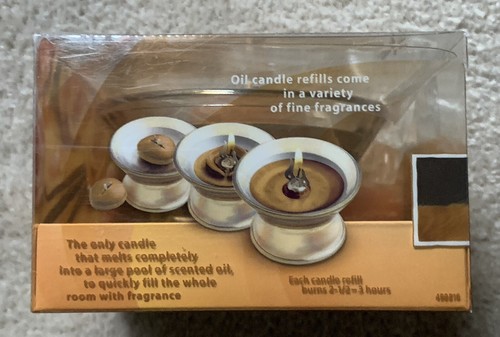 Oil candle refills come
in a variety
of fine fragrances
The only candle
that melts completely
into a large pool of scented oil,
to quickly fill the whole
room with fragrance
Each candle refill
burns 2-1/2=3 hours